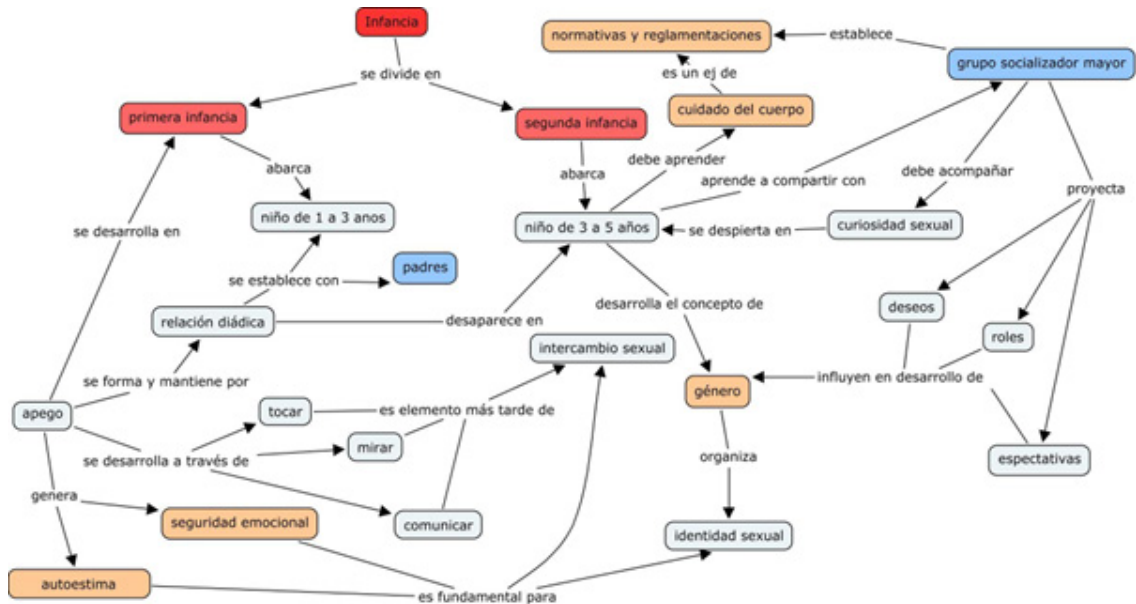 Infancia
normativas y reglamentaciones
establece
grupo socializador mayor
se divide en
es un ej de
cuidado del cuerpo
primera infancia
segunda infancia
debe aprender
abarca
abarca
aprende a compartir con
debe acompañar
proyecta
niño de 1 a 3 anos
niño de 3 a 5 años
se despierta en
curiosidad sexual
se desarrolla en
padres
se establece con
desarrolla el concepto de
deseos
relación diádica
desaparece en
roles
intercambio sexual
se forma y mantiene por
género
influyen en desarrollo de
apego
tocar
es elemento más tarde de
mirar
se desarrolla a través de
organiza
espectativas
genera
seguridad emocional
comunicar
identidad sexual
autoestima
es fundamental para